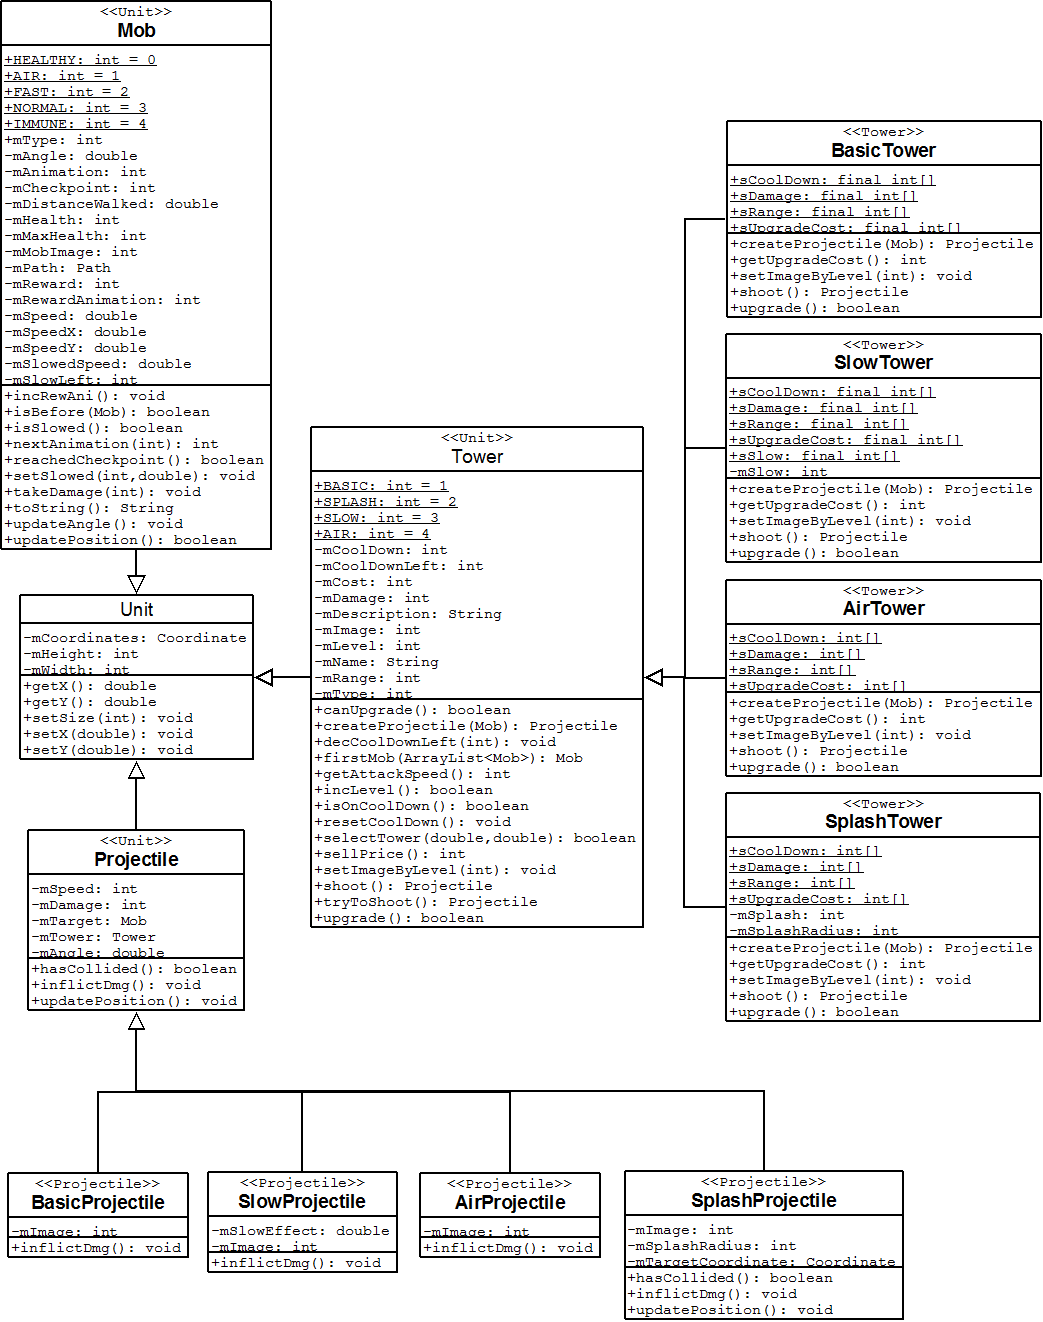 <<Unit>>
Mob
+HEALTHY: int = 0
+AIR: int = 1
+FAST: int = 2
+NORMAL: int = 3
+IMMUNE: int = 4
+mType: int
-mAngle: double
-mAnimation: int
-mCheckpoint: int
-mDistanceWalked: double
-mHealth: int
-mMaxHealth: int
-mMobImage: int
-mPath: Path
-mReward: int
-mRewardAnimation: int
-mSpeed: double
-mSpeedX: double
-mSpeedY: double
-mSlowedSpeed: double
-mSlowLeft: int
+incRewAni(): void
+isBefore(Mob): boolean
+isSlowed(): boolean
+nextAnimation(int): int
+reachedCheckpoint(): boolean
+setSlowed(int,double): void
+takeDamage(int): void
+toString(): String
+updateAngle(): void
+updatePosition(): boolean
Unit
-mCoordinates: Coordinate
-mHeight: int
-mWidth: int
+getX(): double
+getY(): double
+setSize(int): void
+setX(double): void
+setY(double): void
<<Unit>>
Tower
+BASIC: int = 1
+SPLASH: int = 2
+SLOW: int = 3
+AIR: int = 4
-mCoolDown: int
-mCoolDownLeft: int
-mCost: int
-mDamage: int
-mDescription: String
-mImage: int
-mLevel: int
-mName: String
-mRange: int
-mType: int
+canUpgrade(): boolean
+createProjectile(Mob): Projectile
+decCoolDownLeft(int): void
+firstMob(ArrayList<Mob>): Mob
+getAttackSpeed(): int
+incLevel(): boolean
+isOnCoolDown(): boolean
+resetCoolDown(): void
+selectTower(double,double): boolean
+sellPrice(): int
+setImageByLevel(int): void
+shoot(): Projectile
+tryToShoot(): Projectile
+upgrade(): boolean
<<Tower>>
BasicTower
+sCoolDown: final int[]
+sDamage: final int[]
+sRange: final int[]
+sUpgradeCost: final int[]
+createProjectile(Mob): Projectile
+getUpgradeCost(): int
+setImageByLevel(int): void
+shoot(): Projectile
+upgrade(): boolean
<<Tower>>
SlowTower
+sCoolDown: final int[]
+sDamage: final int[]
+sRange: final int[]
+sUpgradeCost: final int[]
+sSlow: final int[]
-mSlow: int
+createProjectile(Mob): Projectile
+getUpgradeCost(): int
+setImageByLevel(int): void
+shoot(): Projectile
+upgrade(): boolean
<<Tower>>
AirTower
+sCoolDown: int[]
+sDamage: int[]
+sRange: int[]
+sUpgradeCost: int[]
+createProjectile(Mob): Projectile
+getUpgradeCost(): int
+setImageByLevel(int): void
+shoot(): Projectile
+upgrade(): boolean
<<Tower>>
SplashTower
+sCoolDown: int[]
+sDamage: int[]
+sRange: int[]
+sUpgradeCost: int[]
-mSplash: int
-mSplashRadius: int
+createProjectile(Mob): Projectile
+getUpgradeCost(): int
+setImageByLevel(int): void
+shoot(): Projectile
+upgrade(): boolean
<<Unit>>
Projectile
-mSpeed: int
-mDamage: int
-mTarget: Mob
-mTower: Tower
-mAngle: double
+hasCollided(): boolean
+inflictDmg(): void
+updatePosition(): void
<<Projectile>>
BasicProjectile
-mImage: int
+inflictDmg(): void
<<Projectile>>
SlowProjectile
-mSlowEffect: double
-mImage: int
+inflictDmg(): void
<<Projectile>>
AirProjectile
-mImage: int
+inflictDmg(): void
<<Projectile>>
SplashProjectile
-mImage: int
-mSplashRadius: int
-mTargetCoordinate: Coordinate
+hasCollided(): boolean
+inflictDmg(): void
+updatePosition(): void